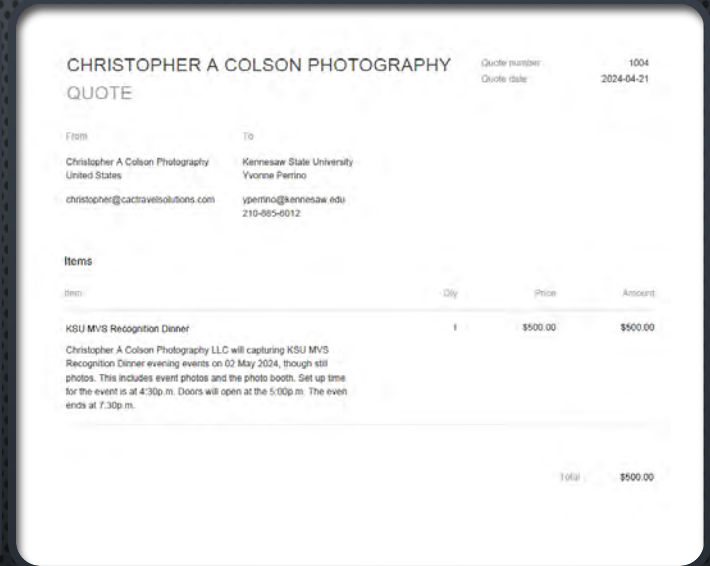 CHRISTOPHER A COLSON PHOTOGRAPHY
QUOTE
Quote number 1004
Quote date 2024-04-21
From
Christopher A Colson Photography
United States
christopher@cactravelsolutions.com
To
Kennesaw State University
Yvonne Perrino
yperrino@kennesaw.edu
210-885-6012
Items
Item Qty Price Amount
KSU MVS Recognition Dinner 1 $500.00 $500.00
Christopher A Colson Photography LLC will capturing KSU MVS
Recognition Dinner evening events on 02 May 2024, though still
photos. This includes event photos and the photo booth. Set up time
for the event is at 4:30p.m. Doors will open at the 5:00p.m. The even
ends at 7.30p.m.
Total $500.00